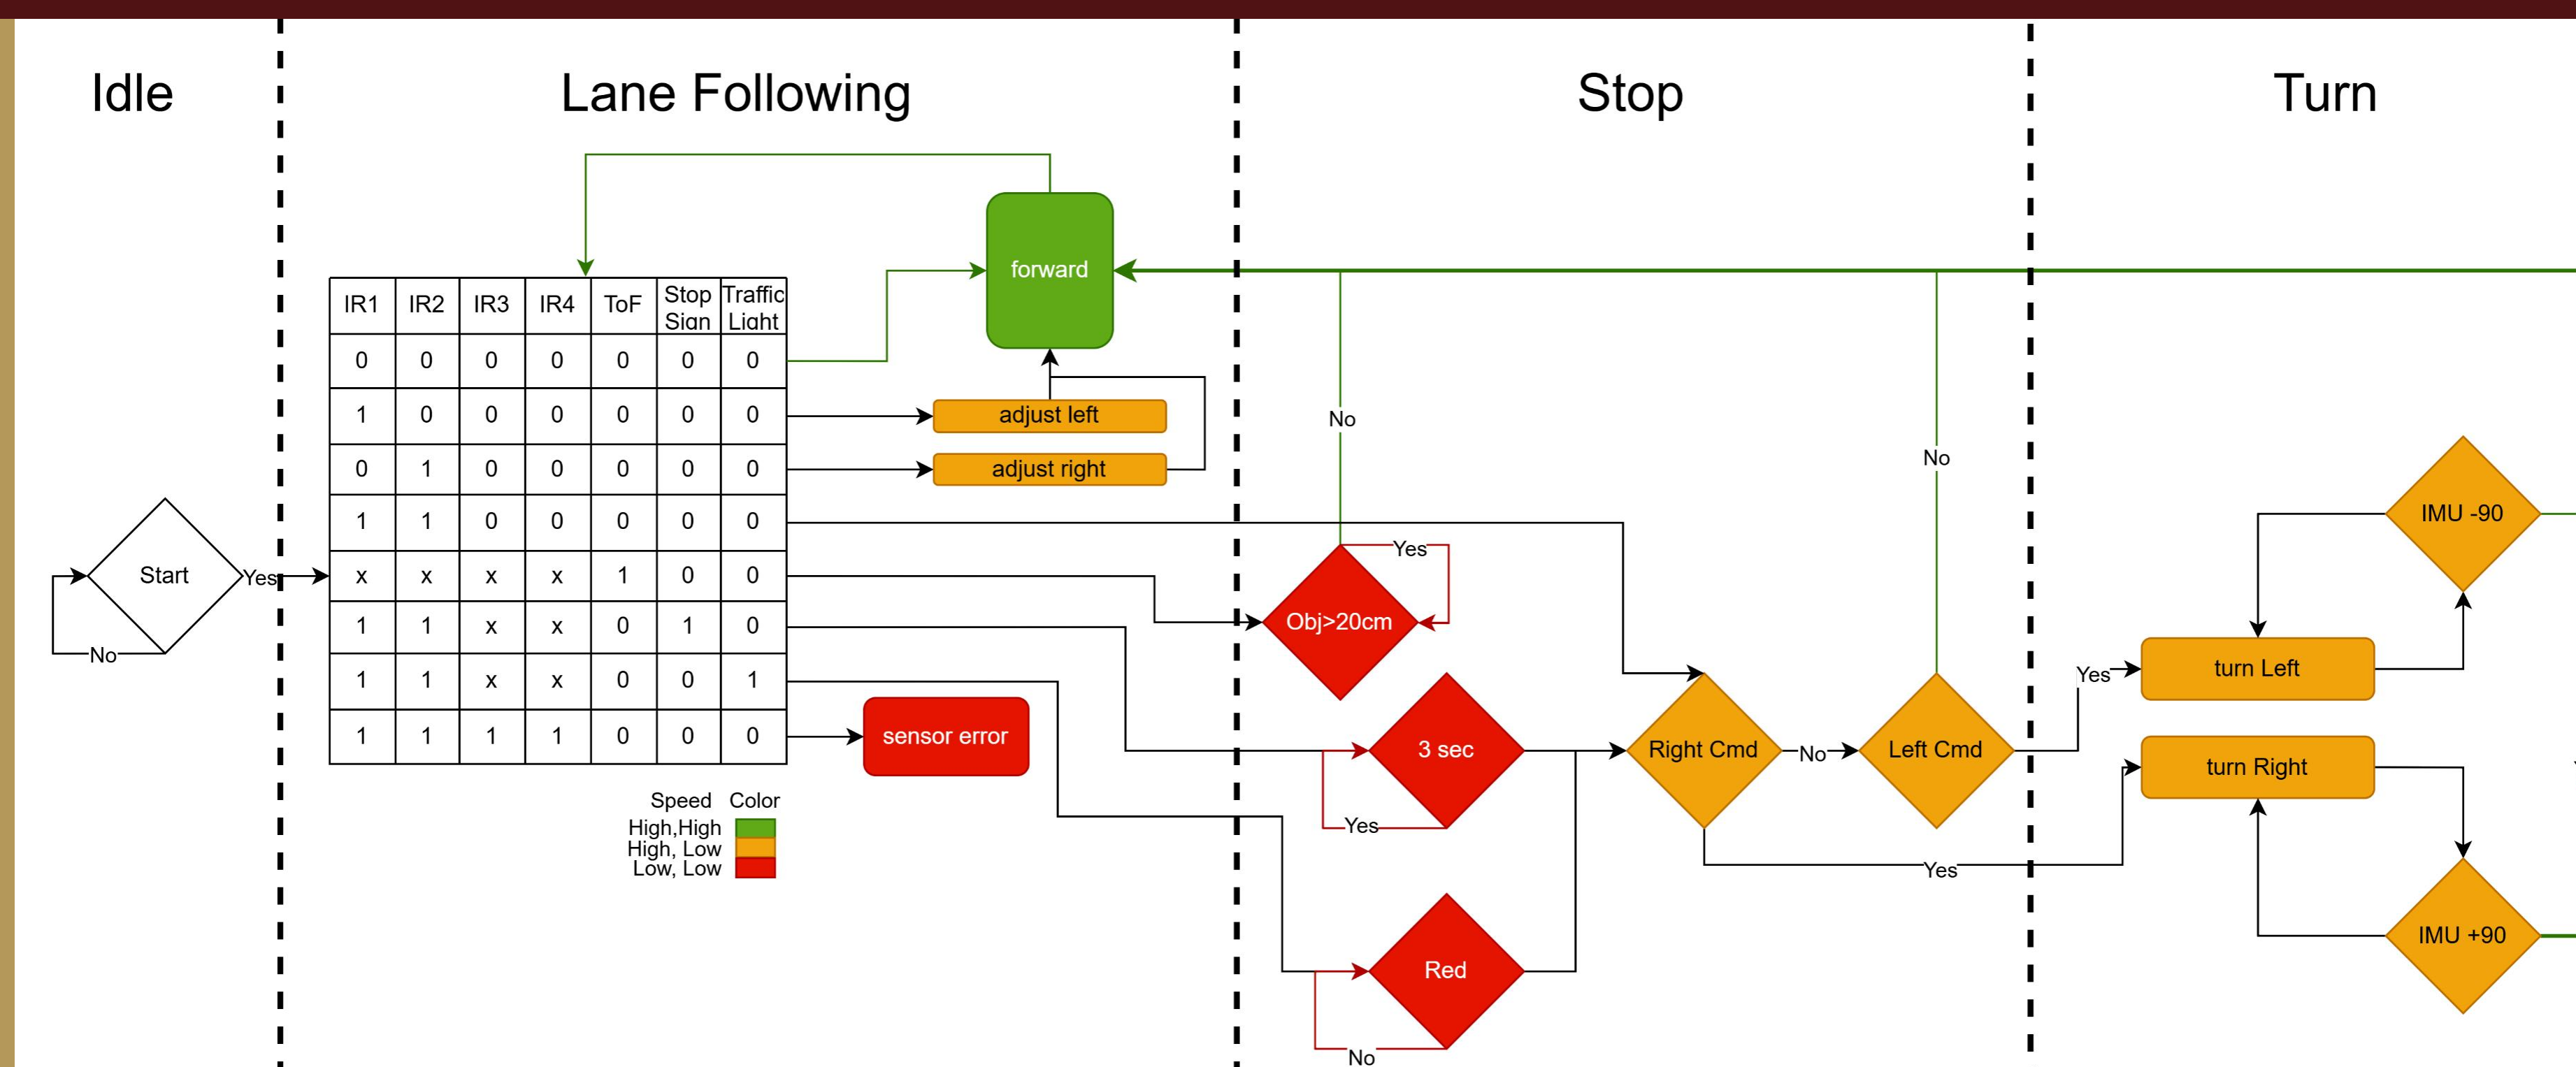 Idle
Lane Following
Stop
Turn
forward
IR1 IR2 IR3 IR4 ToF Stop Sign Traffic Light
0 0 0 0 0 0 0
1 0 0 0 0 0 0
0 1 0 0 0 0 0
1 1 0 0 0 0 0
x x x x 1 0 0
1 1 x x 0 1 0
1 1 x x 0 0 1
1 1 1 1 0 0 0
adjust left
adjust right
Start
Yes
No
sensor error
Speed Color
High,High
High, Low
Low, Low
No
Yes
Obj>20cm
3 sec
Yes
Red
No
Right Cmd
No
Left Cmd
No
Yes
Yes
IMU -90
turn Left
turn Right
IMU +90